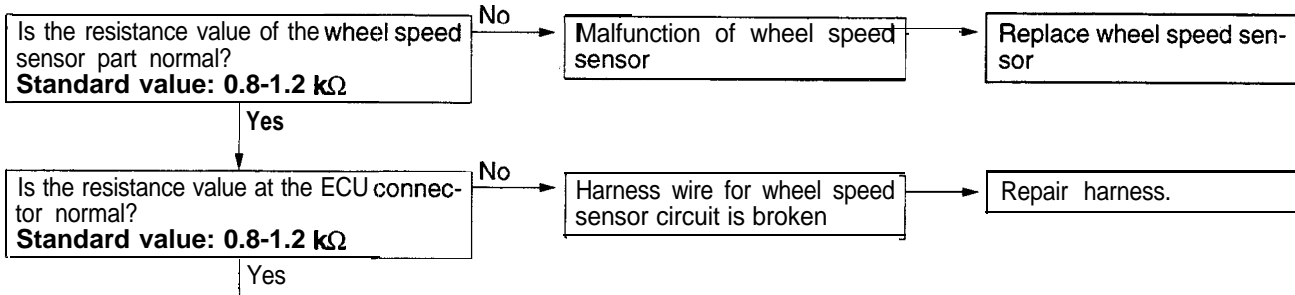 Is the resistance value of the wheel speed
sensor part normal?
Standard value: 0.8-1.2 kΩ
No
Malfunction of wheel speed
sensor
Replace wheel speed sen-
sor
Yes
Is the resistance value at the ECU connec-
tor normal?
Standard value: 0.8-1.2 kΩ
No
Harness wire for wheel speed
sensor circuit is broken
Repair harness.
Yes